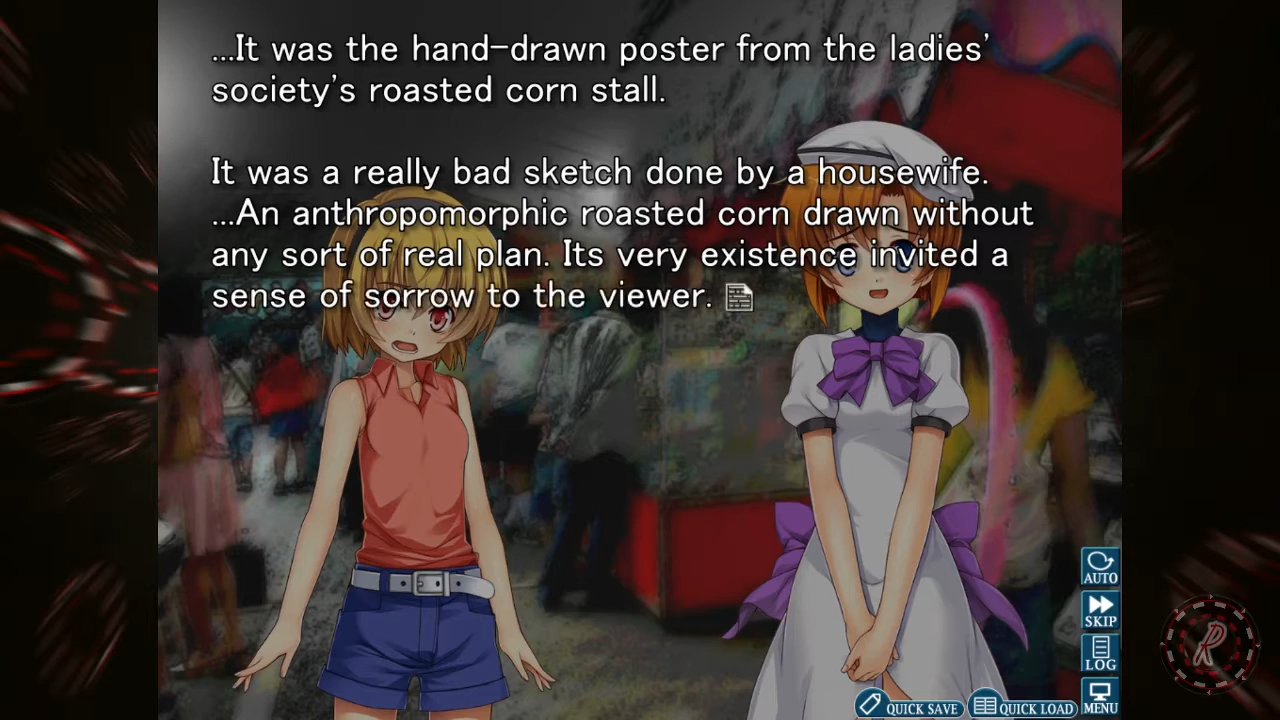 ...It was the hand-drawn poster from the ladies'
society's roasted corn stall.
It was a really bad sketch done by a housewife.
...An anthropomorphic roasted corn drawn without
any sort of real plan. Its very existence invited a
sense of sorrow to the viewer.
AUTO
SKIP
LOG
MENU
QUICK SAVE
QUICK LOAD
R